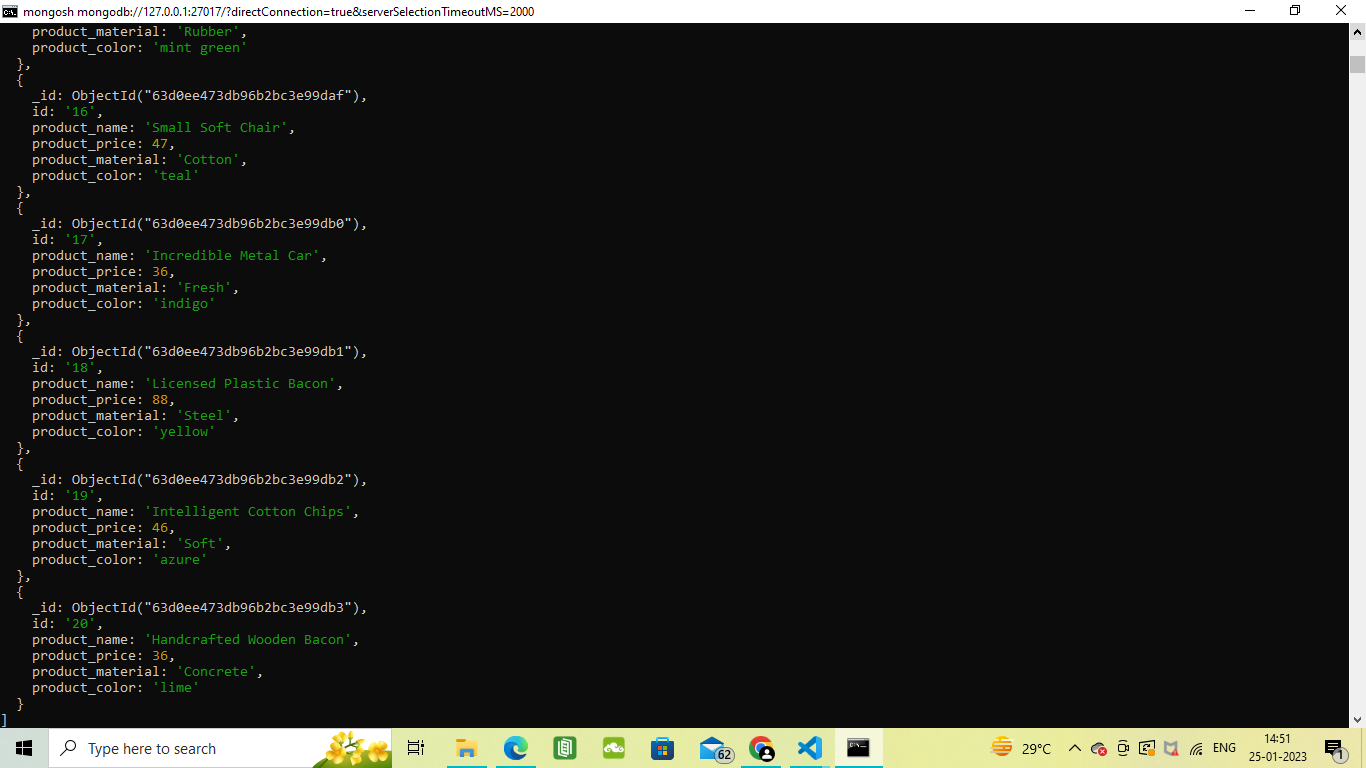 mongosh mongodb://127.0.0.1:27017/?directConnection=true&serverSelectionTimeoutMS=2000
    product_material: 'Rubber',
    product_color: 'mint green'
  },
  {
    _id: ObjectId("63d0ee473db96b2bc3e99daf"),
    id: '16',
    product_name: 'Small Soft Chair',
    product_price: 47,
    product_material: 'Cotton',
    product_color: 'teal'
  },
  {
    _id: ObjectId("63d0ee473db96b2bc3e99db0"),
    id: '17',
    product_name: 'Incredible Metal Car',
    product_price: 36,
    product_material: 'Fresh',
    product_color: 'indigo'
  },
  {
    _id: ObjectId("63d0ee473db96b2bc3e99db1"),
    id: '18',
    product_name: 'Licensed Plastic Bacon',
    product_price: 88,
    product_material: 'Steel',
    product_color: 'yellow'
  },
  {
    _id: ObjectId("63d0ee473db96b2bc3e99db2"),
    id: '19',
    product_name: 'Intelligent Cotton Chips',
    product_price: 46,
    product_material: 'Soft',
    product_color: 'azure'
  },
  {
    _id: ObjectId("63d0ee473db96b2bc3e99db3"),
    id: '20',
    product_name: 'Handcrafted Wooden Bacon',
    product_price: 36,
    product_material: 'Concrete',
    product_color: 'lime'
  }
]
Type here to search
62
29°C
ENG
14:51
25-01-2023
1